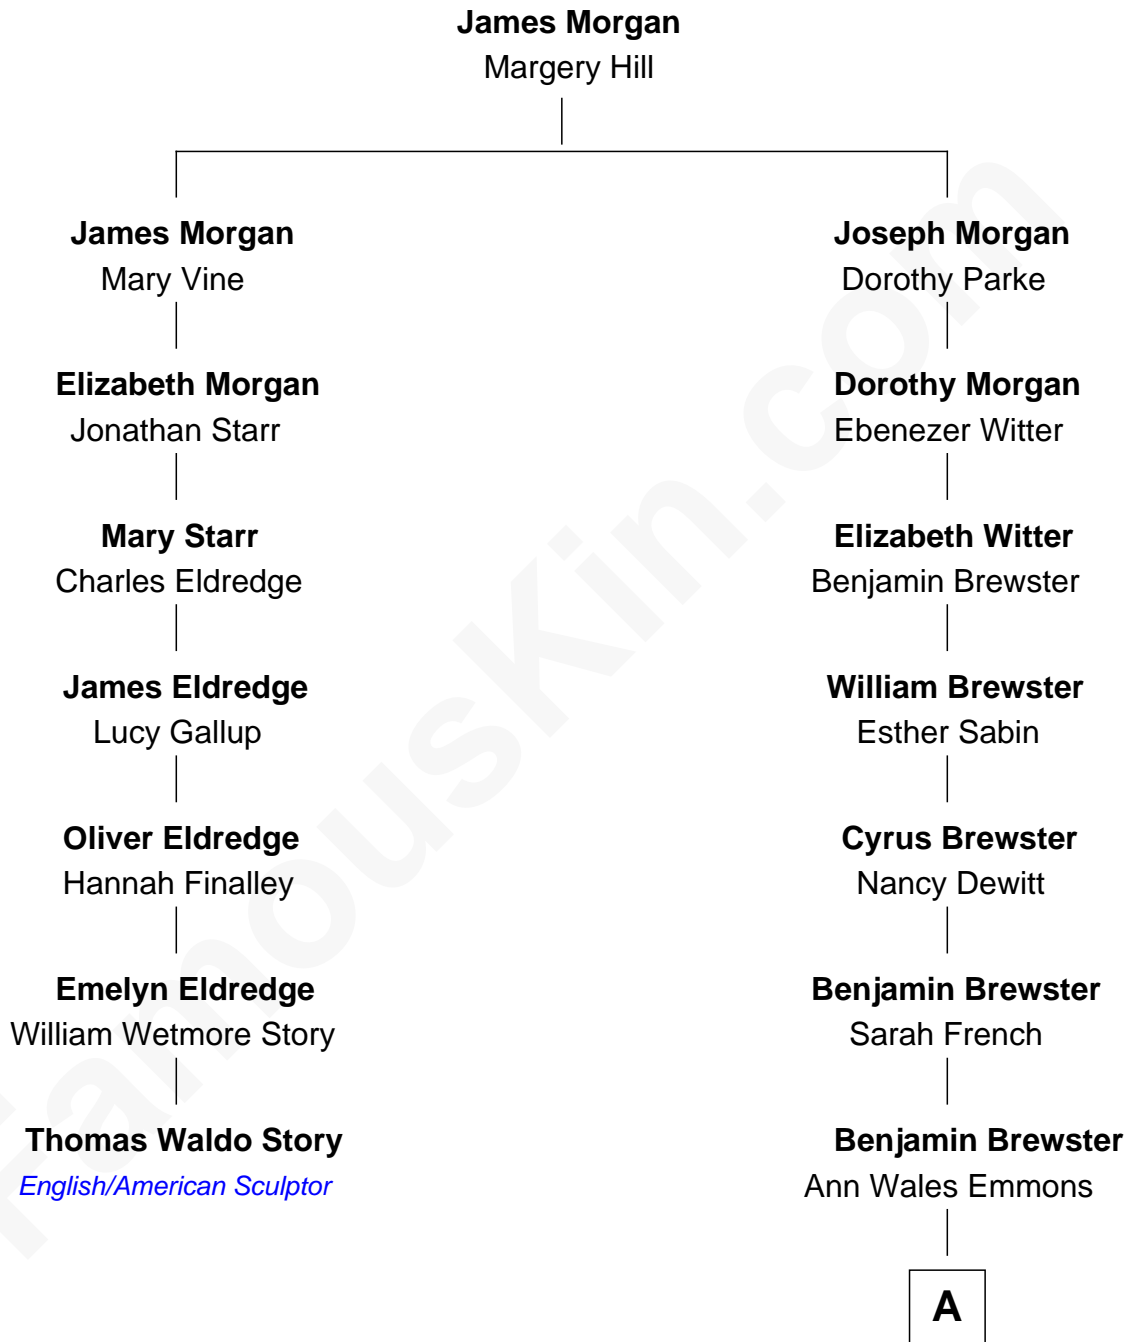 James Morgan
Margery Hill
James Morgan
Mary Vine
Joseph Morgan
Dorothy Parke
Elizabeth Morgan
Jonathan Starr
Dorothy Morgan
Ebenezer Witter
Mary Starr
Charles Eldredge
Elizabeth Witter
Benjamin Brewster
James Eldredge
Lucy Gallup
William Brewster
Esther Sabin
Oliver Eldredge
Hannah Finalley
Cyrus Brewster
Nancy Dewitt
Emelyn Eldredge
William Wetmore Story
Benjamin Brewster
Sarah French
Thomas Waldo Story
English/American Sculptor
Benjamin Brewster
Ann Wales Emmons
A
FamousKin.com